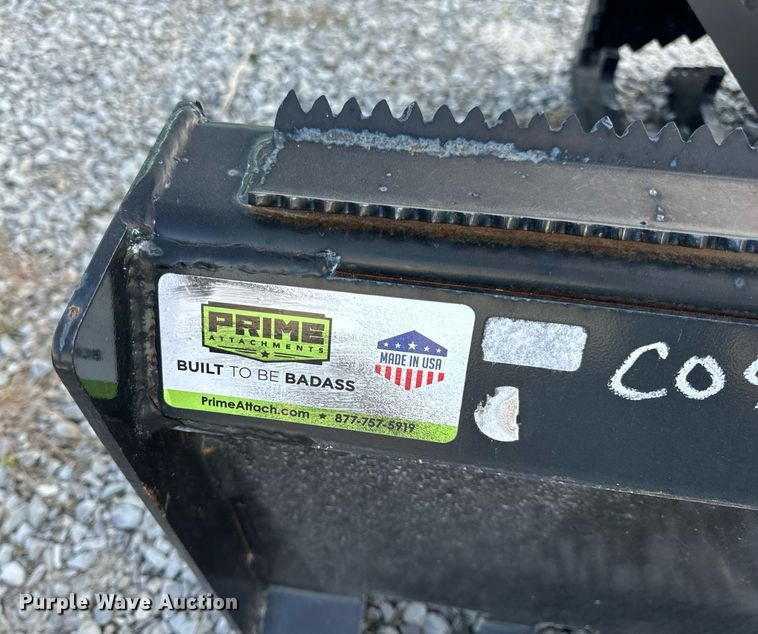 PRIME
ATTACHMENTS
BUILT TO BE BADASS
MADE IN USA
PrimeAttach.com ★ 877-757-5919
CO
Purple Wave Auction